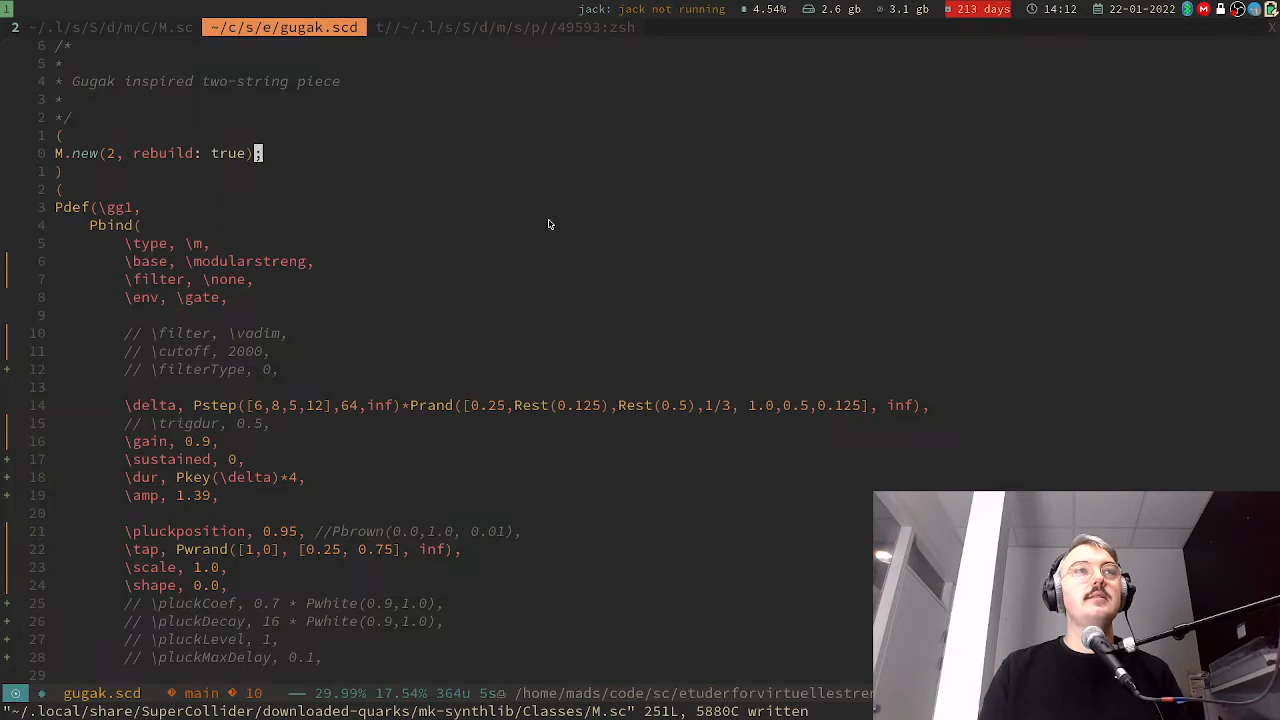 1 jack: jack not running 4.54% 2.6 gb 3.1 gb 213 days 14:12 22-01-2022
2 ~/.l/s/S/d/m/C/M.sc ~/c/s/e/gugak.scd t//~/.l/s/S/d/m/s/p//49593:zsh X
6 /*
5 *
4 * Gugak inspired two-string piece
3 *
2 */
1 (
0 M.new(2, rebuild: true);
1 )
2 (
3 Pdef(\gg1,
4 Pbind(
5 \type, \m,
6 \base, \modularstreng,
7 \filter, \none,
8 \env, \gate,
9
10 // \filter, \vadim,
11 // \cutoff, 2000,
+ 12 // \filterType, 0,
13
14 \delta, Pstep([6,8,5,12],64,inf)*Prand([0.25,Rest(0.125),Rest(0.5),1/3, 1.0,0.5,0.125], inf),
15 // \trigdur, 0.5,
16 \gain, 0.9,
+ 17 \sustained, 0,
+ 18 \dur, Pkey(\delta)*4,
+ 19 \amp, 1.39,
20
21 \pluckposition, 0.95, //Pbrown(0.0,1.0, 0.01),
22 \tap, Pwrand([1,0], [0.25, 0.75], inf),
23 \scale, 1.0,
24 \shape, 0.0,
+ 25 // \pluckCoef, 0.7 * Pwhite(0.9,1.0),
+ 26 // \pluckDecay, 16 * Pwhite(0.9,1.0),
+ 27 // \pluckLevel, 1,
+ 28 // \pluckMaxDelay, 0.1,
29
gugak.scd main 10 29.99% 17.54% 364u 5s /home/mads/code/sc/etuderforvirtuellestre
"~/.local/share/SuperCollider/downloaded-quarks/mk-synthlib/Classes/M.sc" 251L, 5880C written